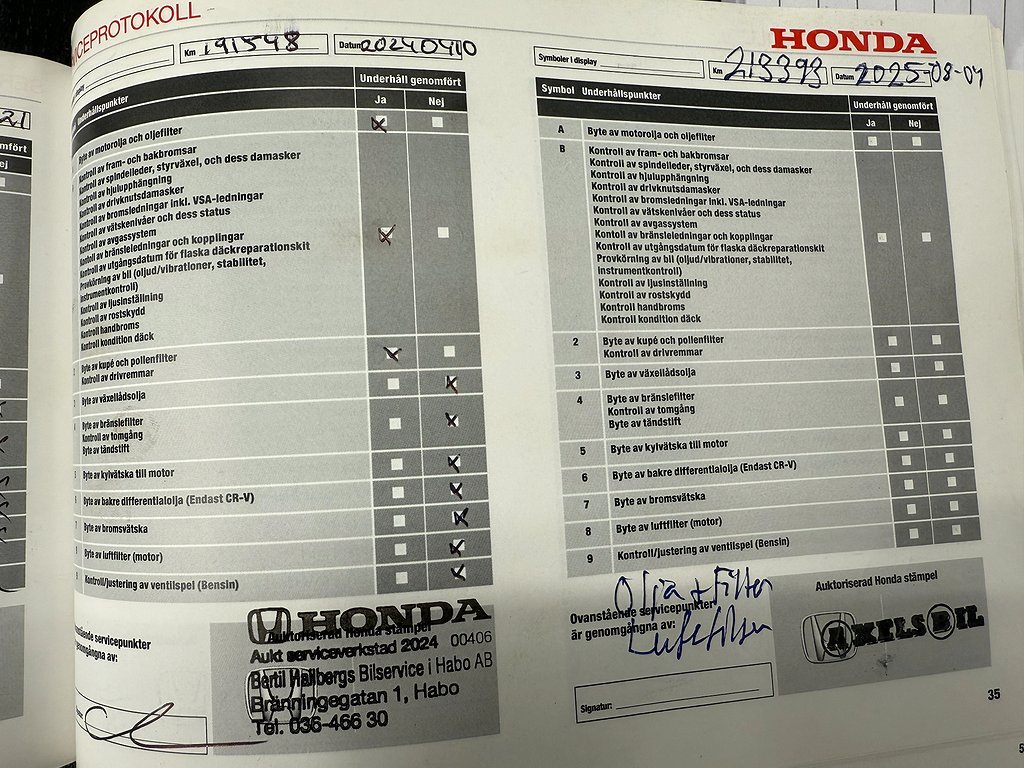 21
SERVICEPROTOKOLL
Km 191548
Datum 20240410
Underhållspunkter
Underhåll genomfört
Ja
Nej
Byte av motorolja och oljefilter
Kontroll av fram- och bakbromsar
Kontroll av spindelleder, styrväxel, och dess damasker
Kontroll av hjulupphängning
Kontroll av drivknutsdamasker
Kontroll av bromsledningar inkl. VSA-ledningar
Kontroll av vätskenivåer och dess status
Kontroll av avgassystem
Kontoll av bränsleledningar och kopplingar
Kontroll av utgångsdatum för flaska däckreparationskit
Provkörning av bil (oljud/vibrationer, stabilitet,
instrumentkontroll)
Kontroll av ljusinställning
Kontroll av rostskydd
Kontroll handbroms
Kontroll kondition däck
Byte av kupé och pollenfilter
Kontroll av drivremmar
Byte av växellådsolja
Byte av bränslefilter
Kontroll av tomgång
Byte av tändstift
Byte av kylvätska till motor
Byte av bakre differentialolja (Endast CR-V)
Byte av bromsvätska
Byte av luftfilter (motor)
Kontroll/justering av ventilspel (Bensin)
Ovanstående servicepunkter
är genomgångna av:
HONDA
Auktoriserad Honda stämpel
Aukt serviceverkstad 2024 00406
Bertil Hallbergs Bilservice i Habo AB
Bränningegatan 1, Habo
Tel. 036-466 30
HONDA
Symboler i display
Km 213393
Datum 2025-08-07
Symbol Underhållspunkter
Underhåll genomfört
Ja Nej
A Byte av motorolja och oljefilter
B Kontroll av fram- och bakbromsar
Kontroll av spindelleder, styrväxel, och dess damasker
Kontroll av hjulupphängning
Kontroll av drivknutsdamasker
Kontroll av bromsledningar inkl. VSA-ledningar
Kontroll av vätskenivåer och dess status
Kontroll av avgassystem
Kontoll av bränsleledningar och kopplingar
Kontroll av utgångsdatum för flaska däckreparationskit
Provkörning av bil (oljud/vibrationer, stabilitet,
instrumentkontroll)
Kontroll av ljusinställning
Kontroll av rostskydd
Kontroll handbroms
Kontroll kondition däck
2 Byte av kupé och pollenfilter
Kontroll av drivremmar
3 Byte av växellådsolja
4 Byte av bränslefilter
Kontroll av tomgång
Byte av tändstift
5 Byte av kylvätska till motor
6 Byte av bakre differentialolja (Endast CR-V)
7 Byte av bromsvätska
8 Byte av luftfilter (motor)
9 Kontroll/justering av ventilspel (Bensin)
Olja + Filter
Luftfilter
Ovanstående servicepunkter
är genomgångna av:
Signatur:
Auktoriserad Honda stämpel
AXELS BIL
35